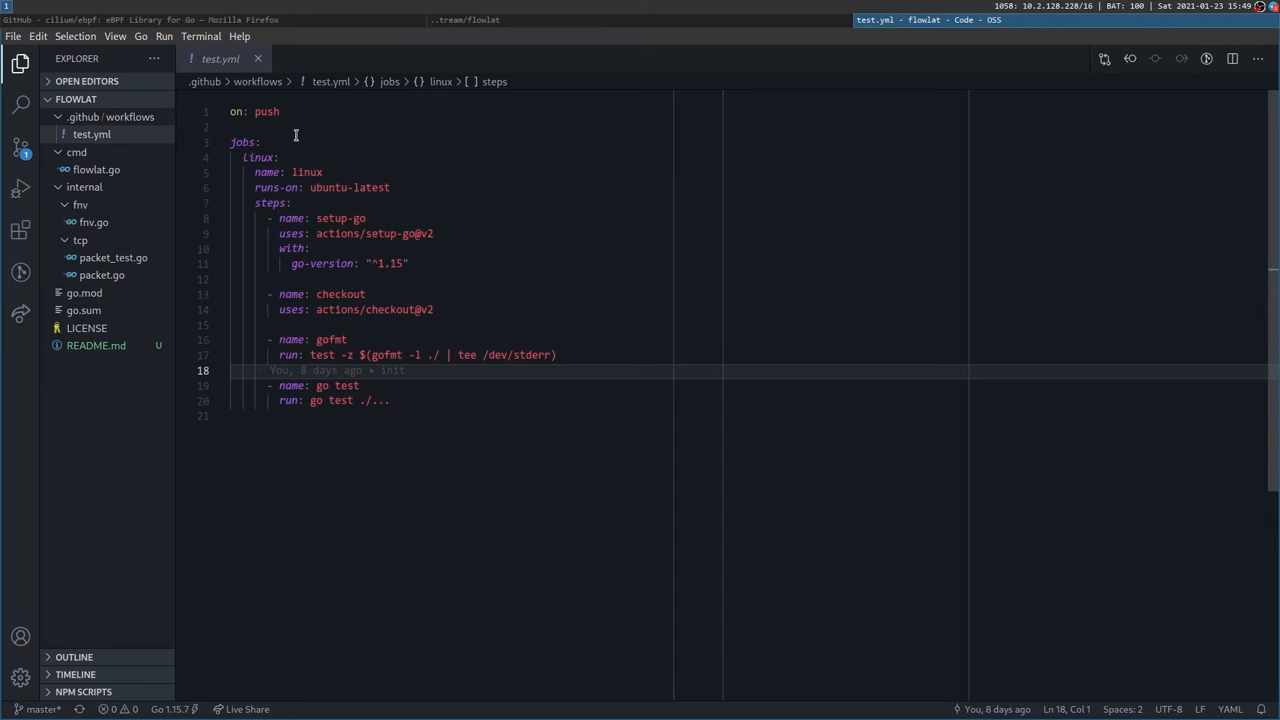 1
1058: 10.2.128.228/16 | BAT: 100 | Sat 2021-01-23 15:49
GitHub - cilium/ebpf: eBPF Library for Go - Mozilla Firefox
..tream/flowlat
test.yml - flowlat - Code - OSS
File Edit Selection View Go Run Terminal Help
EXPLORER
test.yml
OPEN EDITORS
.github > workflows > ! test.yml > {} jobs > {} linux > [ ] steps
FLOWLAT
.github / workflows
! test.yml
cmd
flowlat.go
internal
fnv
fnv.go
tcp
packet_test.go
packet.go
go.mod
go.sum
LICENSE
README.md U
1
1 on: push
2
3 jobs:
4 linux:
5 name: linux
6 runs-on: ubuntu-latest
7 steps:
8 - name: setup-go
9 uses: actions/setup-go@v2
10 with:
11 go-version: "^1.15"
12
13 - name: checkout
14 uses: actions/checkout@v2
15
16 - name: gofmt
17 run: test -z $(gofmt -l ./ | tee /dev/stderr)
18 You, 8 days ago • init
19 - name: go test
20 run: go test ./...
21
OUTLINE
TIMELINE
NPM SCRIPTS
master* 0 0 Go 1.15.7 Live Share
You, 8 days ago Ln 18, Col 1 Spaces: 2 UTF-8 LF YAML